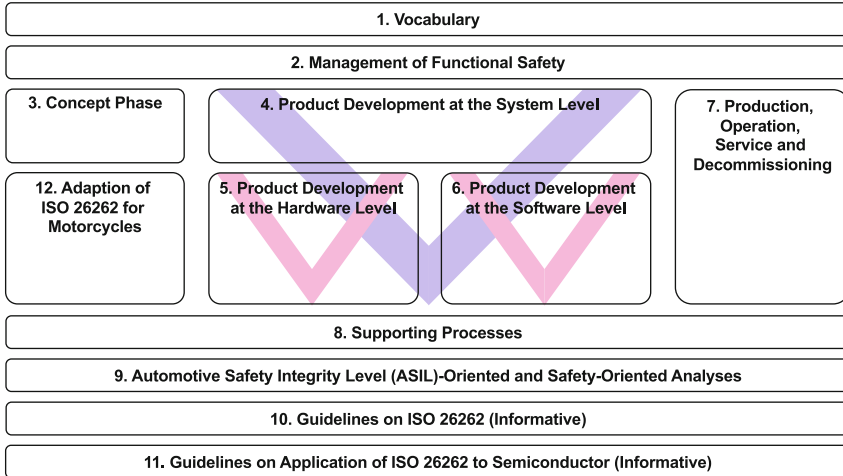 1. Vocabulary
2. Management of Functional Safety
3. Concept Phase
4. Product Development at the System Level
7. Production,
Operation,
Service and
Decommissioning
12. Adaption of
ISO 26262 for
Motorcycles
5. Product Development
at the Hardware Level
6. Product Development
at the Software Level
8. Supporting Processes
9. Automotive Safety Integrity Level (ASIL)-Oriented and Safety-Oriented Analyses
10. Guidelines on ISO 26262 (Informative)
11. Guidelines on Application of ISO 26262 to Semiconductor (Informative)